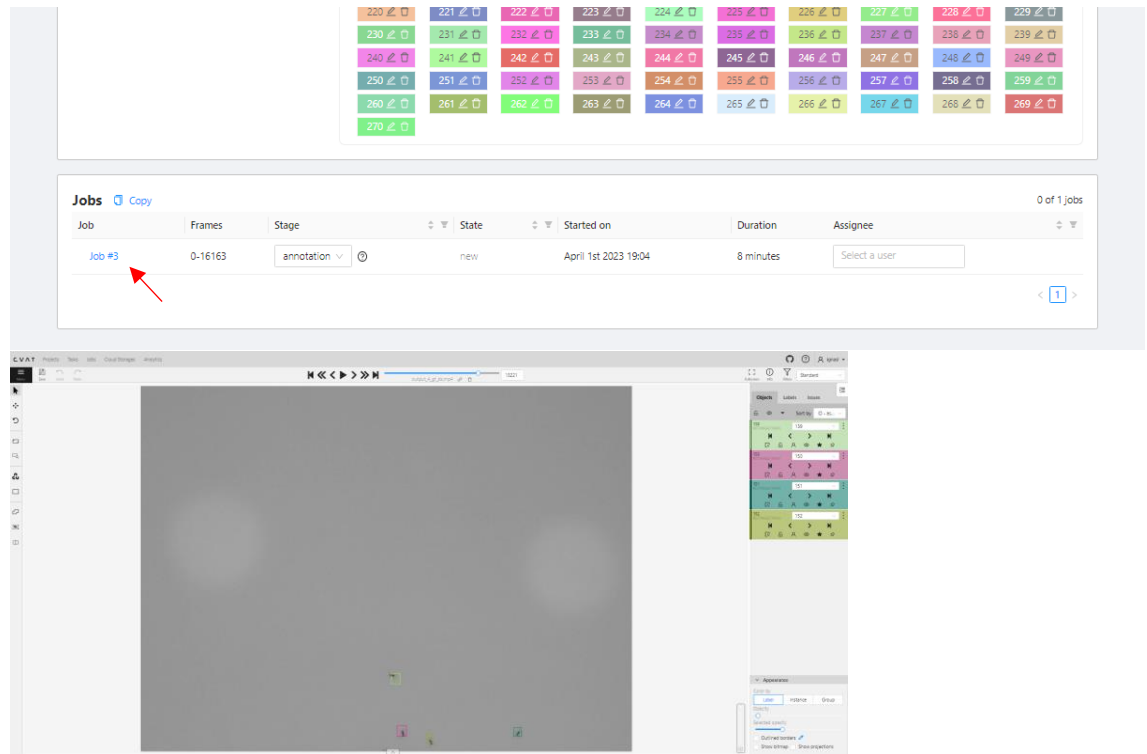 220 221 222 223 224 225 226 227 228 229
230 231 232 233 234 235 236 237 238 239
240 241 242 243 244 245 246 247 248 249
250 251 252 253 254 255 256 257 258 259
260 261 262 263 264 265 266 267 268 269
270
Jobs Copy 0 of 1 jobs
Job Frames Stage State Started on Duration Assignee
Job #3 0-16163 annotation new April 1st 2023 19:04 8 minutes Select a user
1
CVAT Projects Tasks Jobs Cloud Storages
Standard
Objects Labels Issues
Sort by
150
151
Appearance
Color by
Label Instance Group
Opacity
Selected opacity
Outlined borders
Show bitmap Show projections